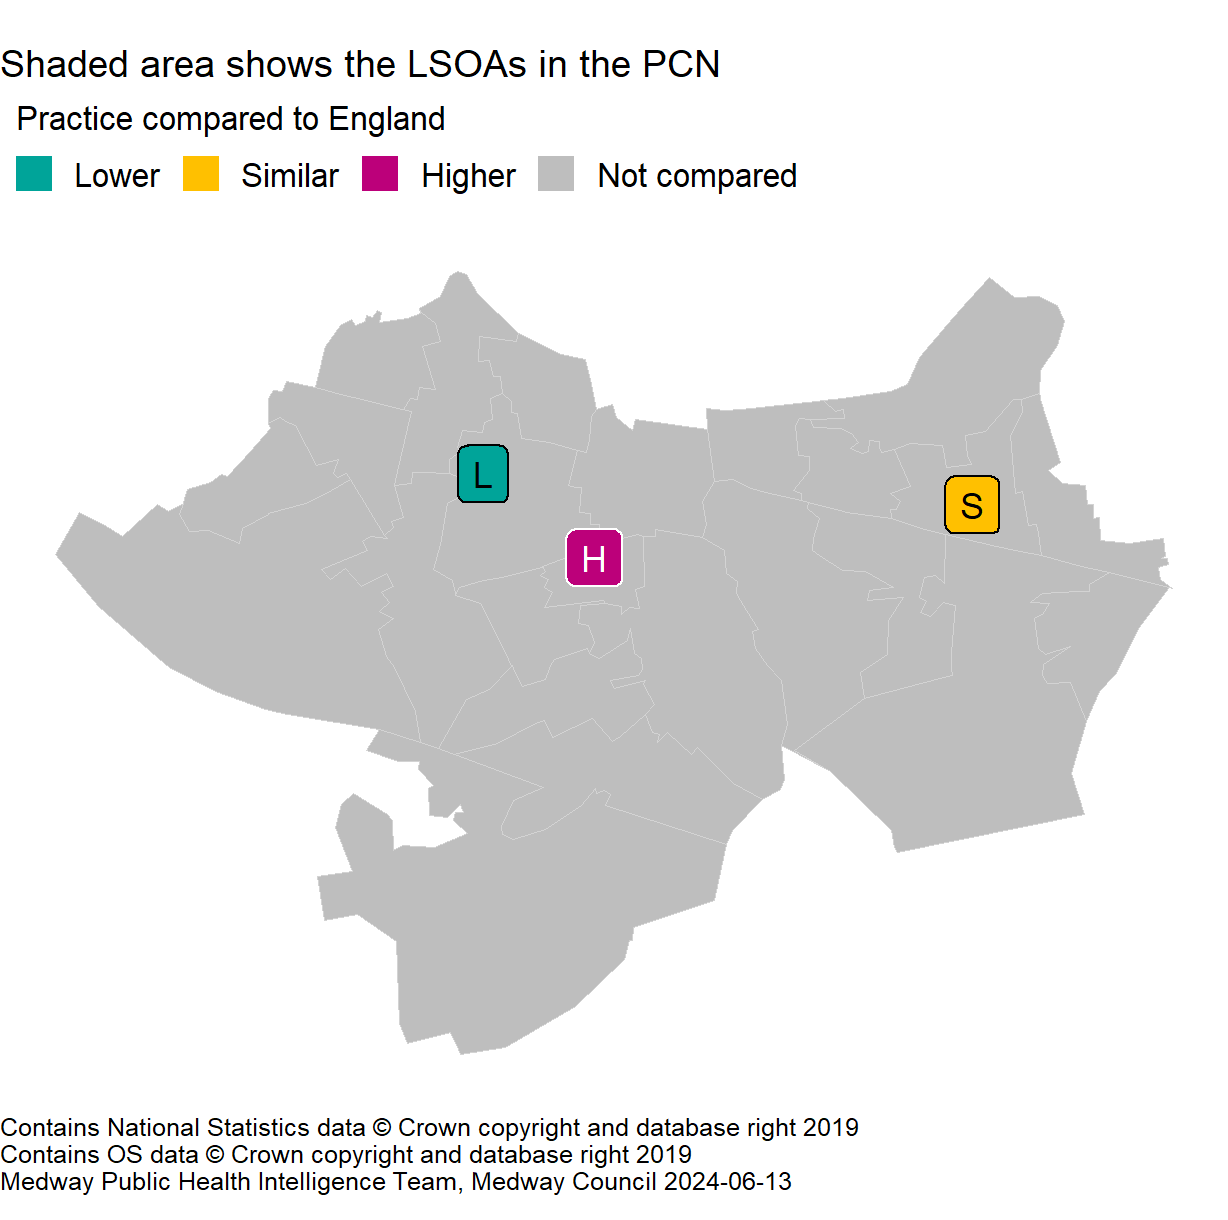 Shaded area shows the LSOAs in the PCN
Practice compared to England
Lower Similar Higher Not compared
L
S
H
Contains National Statistics data © Crown copyright and database right 2019
Contains OS data © Crown copyright and database right 2019
Medway Public Health Intelligence Team, Medway Council 2024-06-13